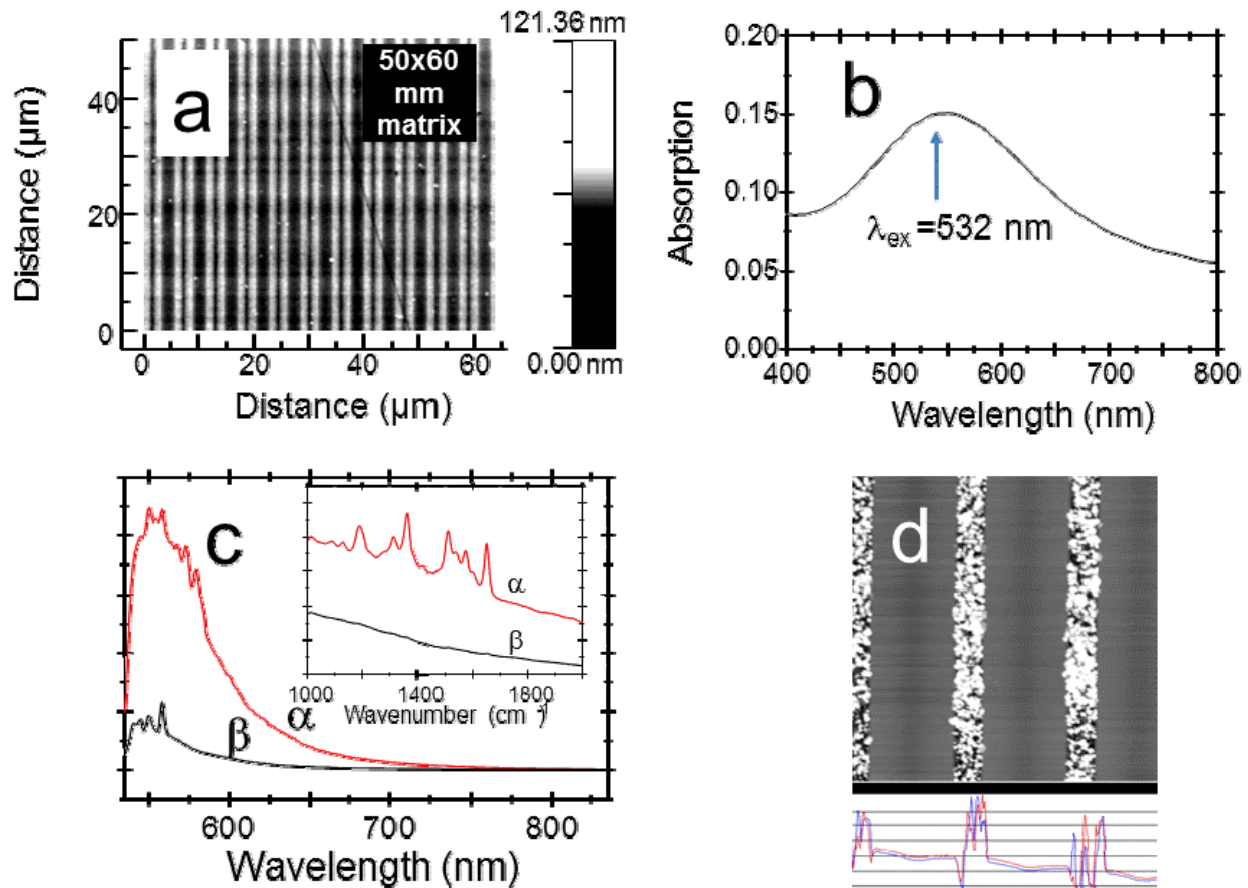 121.36 nm
a
50x60
mm
matrix
40
20
0
Distance (µm)
0 20 40 60
0.00 nm
Distance (µm)
b
0.20
0.15
0.10
0.05
0.00
Absorption
λex =532 nm
400 500 600 700 800
Wavelength (nm)
c
α
β
1000 1400 1800
Wavenumber (cm⁻¹)
β α
600 700 800
Wavelength (nm)
d